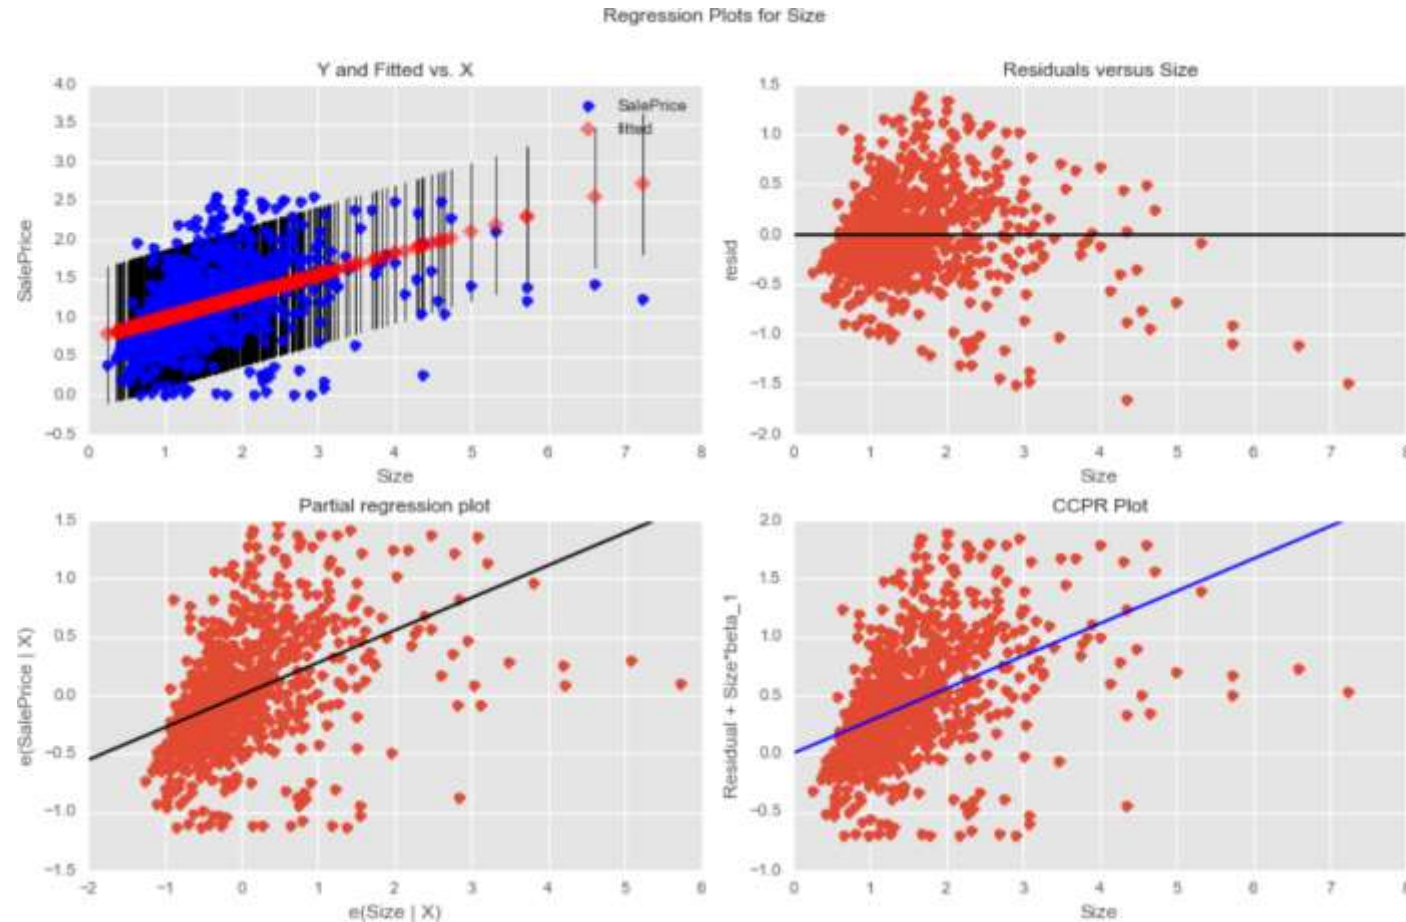 Regression Plots for Size
Y and Fitted vs. X
4.0
3.5
3.0
2.5
2.0
1.5
1.0
0.5
0.0
−0.5
SalePrice
SalePrice
fitted
0 1 2 3 4 5 6 7 8
Size
Residuals versus Size
1.5
1.0
0.5
0.0
−0.5
−1.0
−1.5
−2.0
resid
0 1 2 3 4 5 6 7 8
Size
Partial regression plot
1.5
1.0
0.5
0.0
−0.5
−1.0
−1.5
e(SalePrice | X)
−2 −1 0 1 2 3 4 5 6
e(Size | X)
CCPR Plot
2.0
1.5
1.0
0.5
0.0
−0.5
−1.0
Residual + Size*beta_1
0 1 2 3 4 5 6 7 8
Size